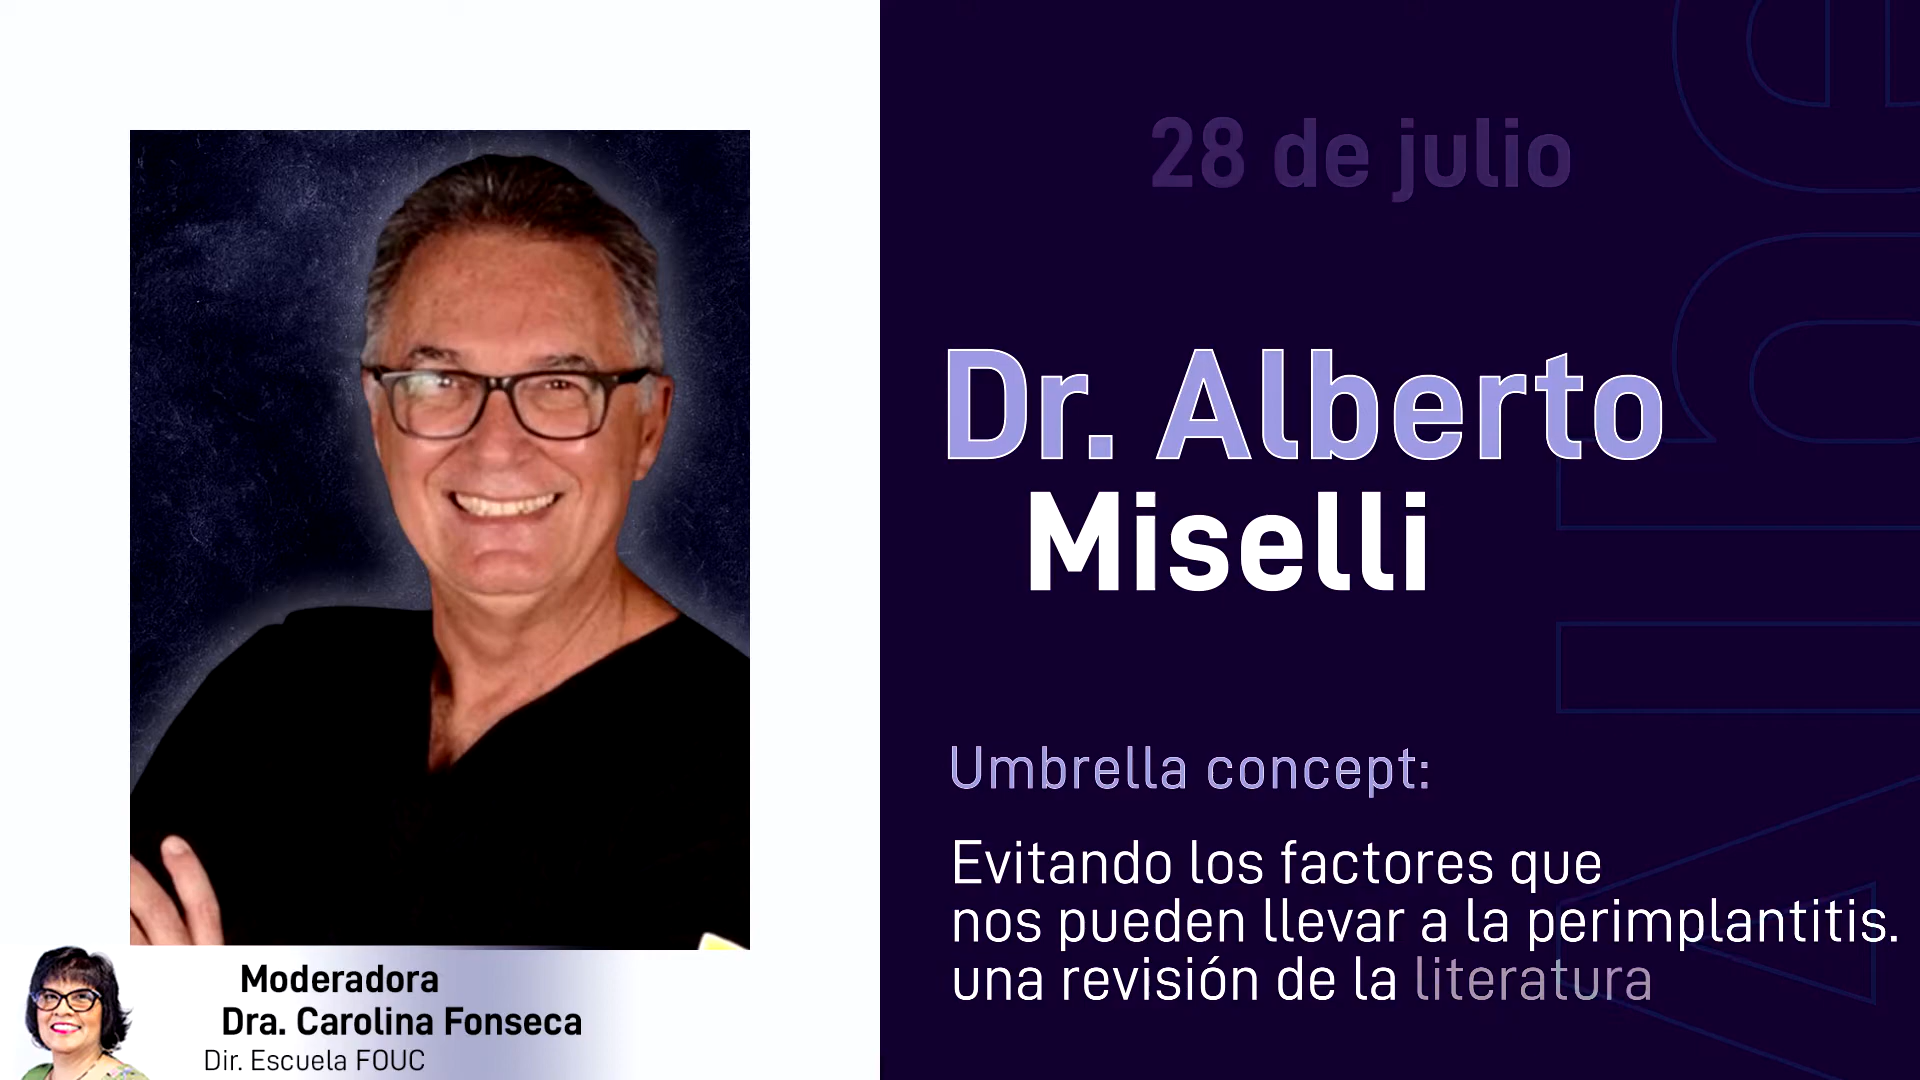 28 de julio
Dr. Alberto
Miselli
Umbrella concept:
Evitando los factores que
nos pueden llevar a la perimplantitis.
una revisión de la literatura
Moderadora
Dra. Carolina Fonseca
Dir. Escuela FOUC